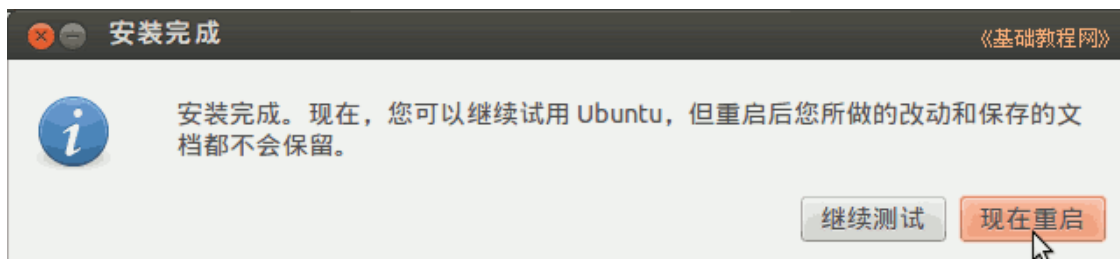 安装完成
《基础教程网》
安装完成。现在，您可以继续试用 Ubuntu，但重启后您所做的改动和保存的文
档都不会保留。
继续测试
现在重启